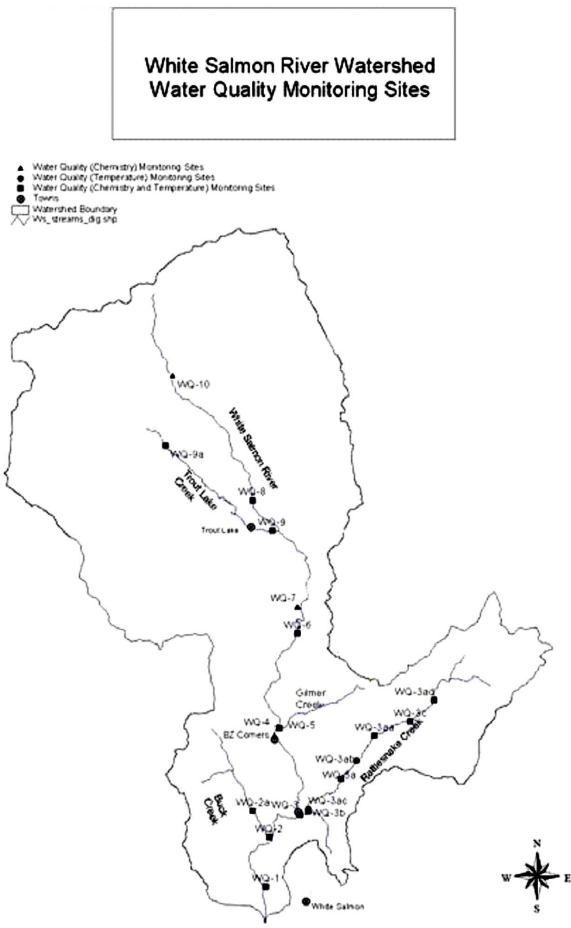 White Salmon River Watershed
Water Quality Monitoring Sites
Water Quality (Chemistry) Monitoring Sites
Water Quality (Temperature) Monitoring Sites
Water Quality (Chemistry and Temperature) Monitoring Sites
Towns
Watershed Boundary
Ws_streams_dig.shp
WQ-10
White Salmon River
WQ-9a
Trout Lake
Creek
WQ-8
WQ-9
Trout Lake
WQ-7
WQ-6
Gilmer
Creek
WQ-3ad
WQ-3c
WQ-4
WQ-5
BZ Corners
WQ-3aa
Rattlesnake Creek
WQ-3ab
WQ-3a
Buck
Creek
WQ-2a
WQ-3
WQ-3ac
WQ-3b
WQ-2
WQ-1
White Salmon
N
W
E
S